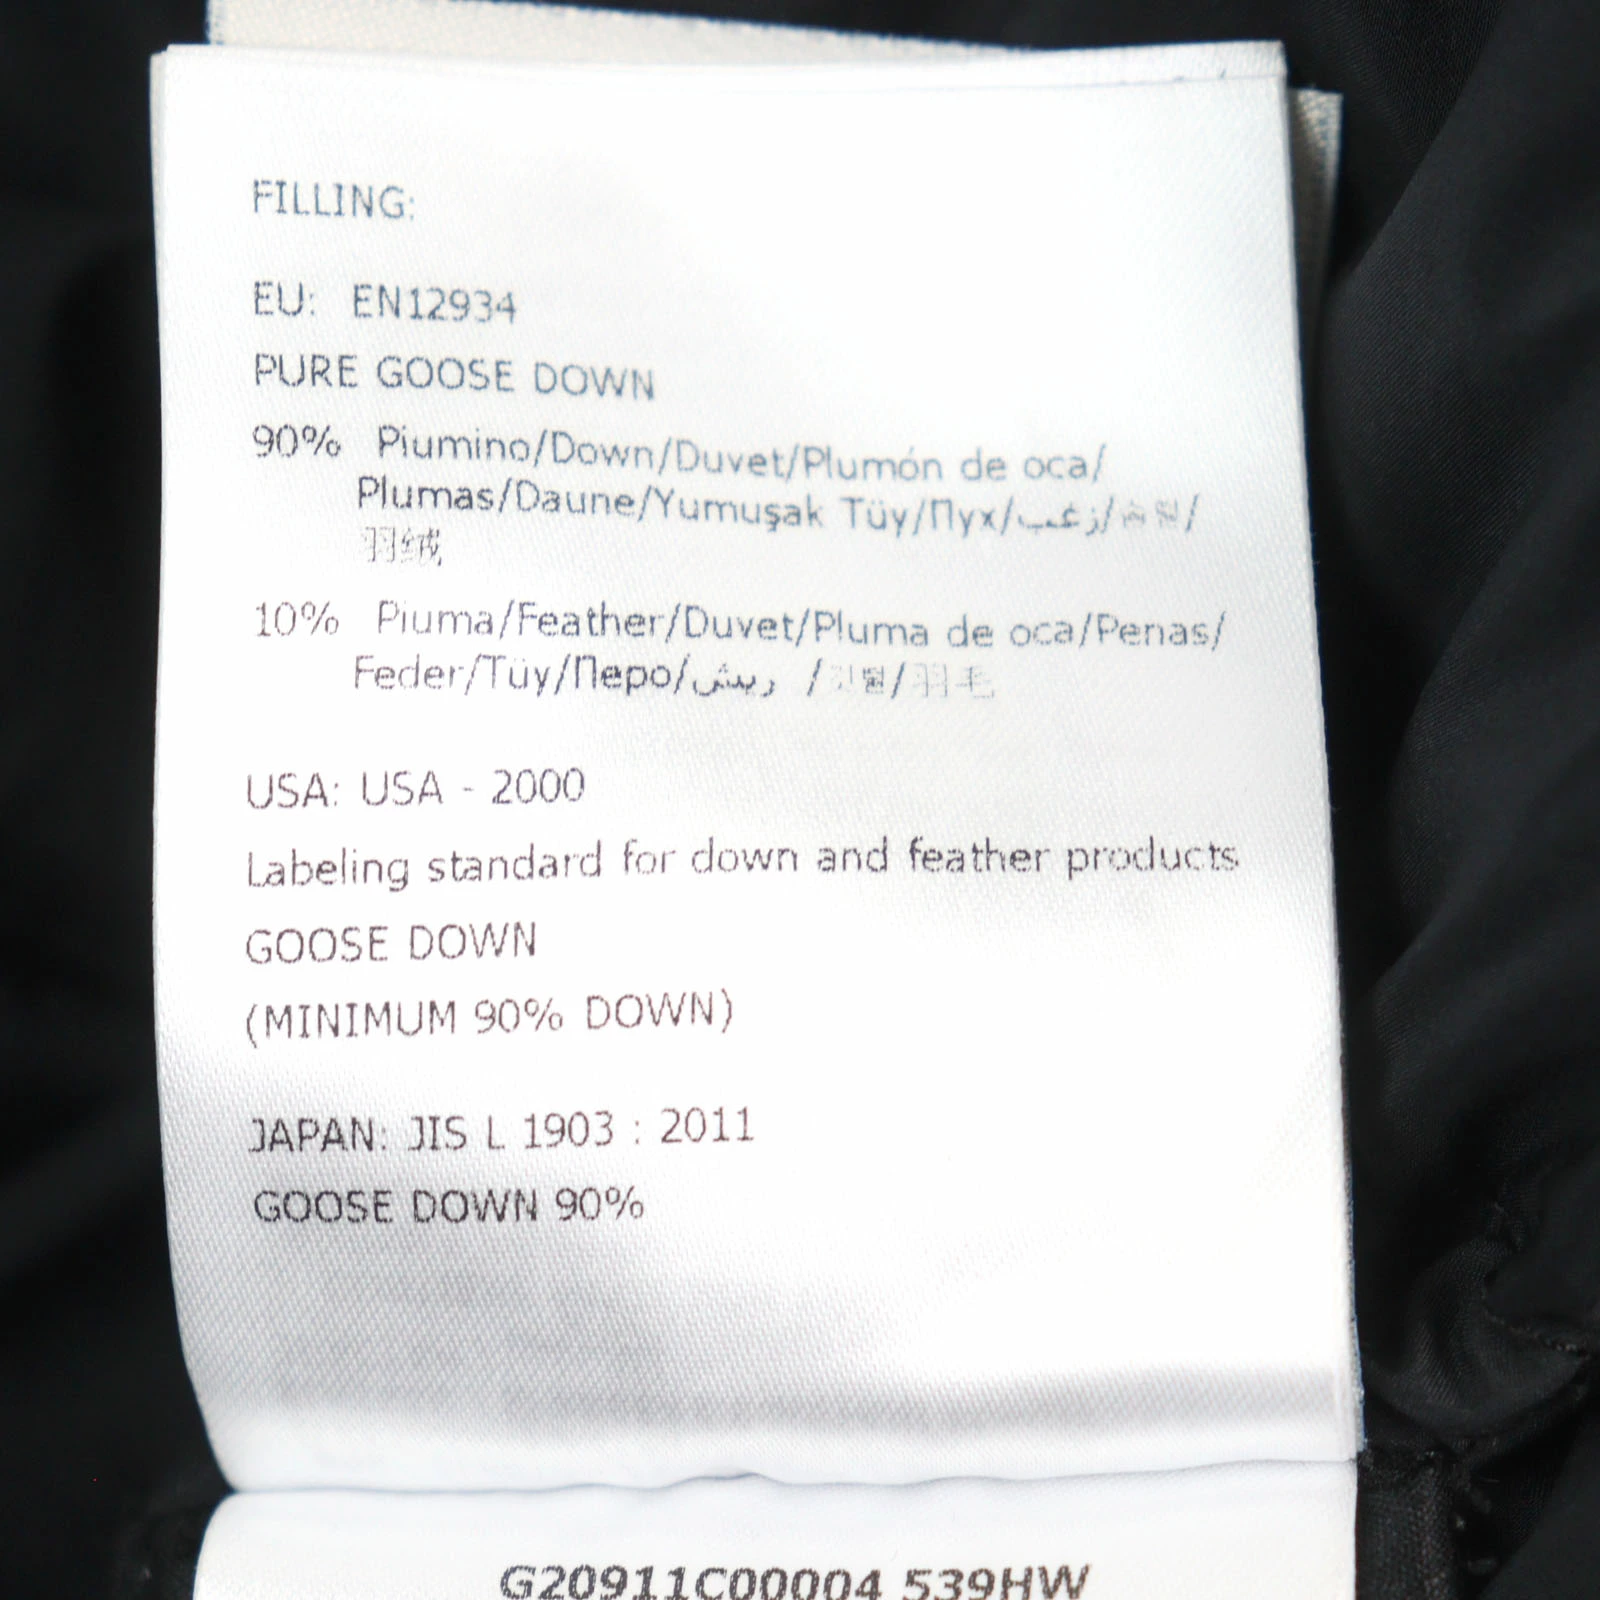 FILLING:
EU: EN12934
PURE GOOSE DOWN
90% Piumino/Down/Duvet/Plumón de oca/
Plumas/Daune/Yumuşak Tüy/Пух/زغب/솜털/
羽绒
10% Piuma/Feather/Duvet/Pluma de oca/Penas/
Feder/Tüy/Перо/ريش /깃털/羽毛
USA: USA - 2000
Labeling standard for down and feather products
GOOSE DOWN
(MINIMUM 90% DOWN)
JAPAN: JIS L 1903 : 2011
GOOSE DOWN 90%
G20911C00004 539HW